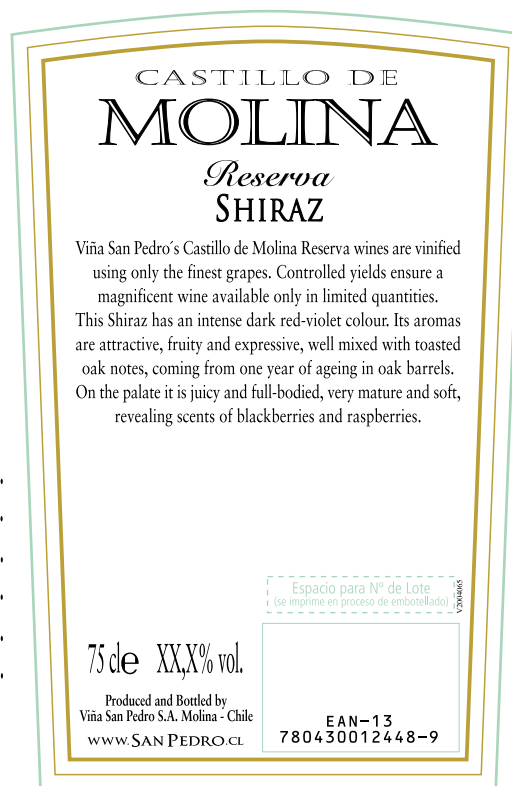 CASTILLO DE
MOLINA
Reserva
SHIRAZ
Viña San Pedro´s Castillo de Molina Reserva wines are vinified
using only the finest grapes. Controlled yields ensure a
magnificent wine available only in limited quantities.
This Shiraz has an intense dark red-violet colour. Its aromas
are attractive, fruity and expressive, well mixed with toasted
oak notes, coming from one year of ageing in oak barrels.
On the palate it is juicy and full-bodied, very mature and soft,
revealing scents of blackberries and raspberries.
Espacio para Nº de Lote
(se imprime en proceso de embotellado)
V2004065
75 cl e XX,X% vol.
Produced and Bottled by
Viña San Pedro S.A. Molina - Chile
WWW.SAN PEDRO.CL
EAN-13
780430012448-9